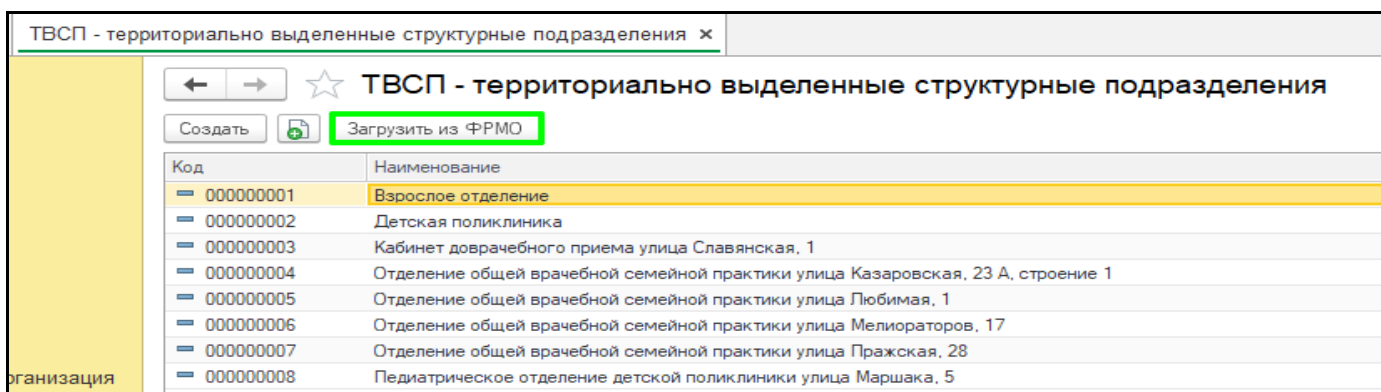 ТВСП - территориально выделенные структурные подразделения ×
ТВСП - территориально выделенные структурные подразделения
Создать Загрузить из ФРМО
Код Наименование
000000001 Взрослое отделение
000000002 Детская поликлиника
000000003 Кабинет доврачебного приема улица Славянская, 1
000000004 Отделение общей врачебной семейной практики улица Казаровская, 23 А, строение 1
000000005 Отделение общей врачебной семейной практики улица Любимая, 1
000000006 Отделение общей врачебной семейной практики улица Мелиораторов, 17
000000007 Отделение общей врачебной семейной практики улица Пражская, 28
рганизация 000000008 Педиатрическое отделение детской поликлиники улица Маршака, 5